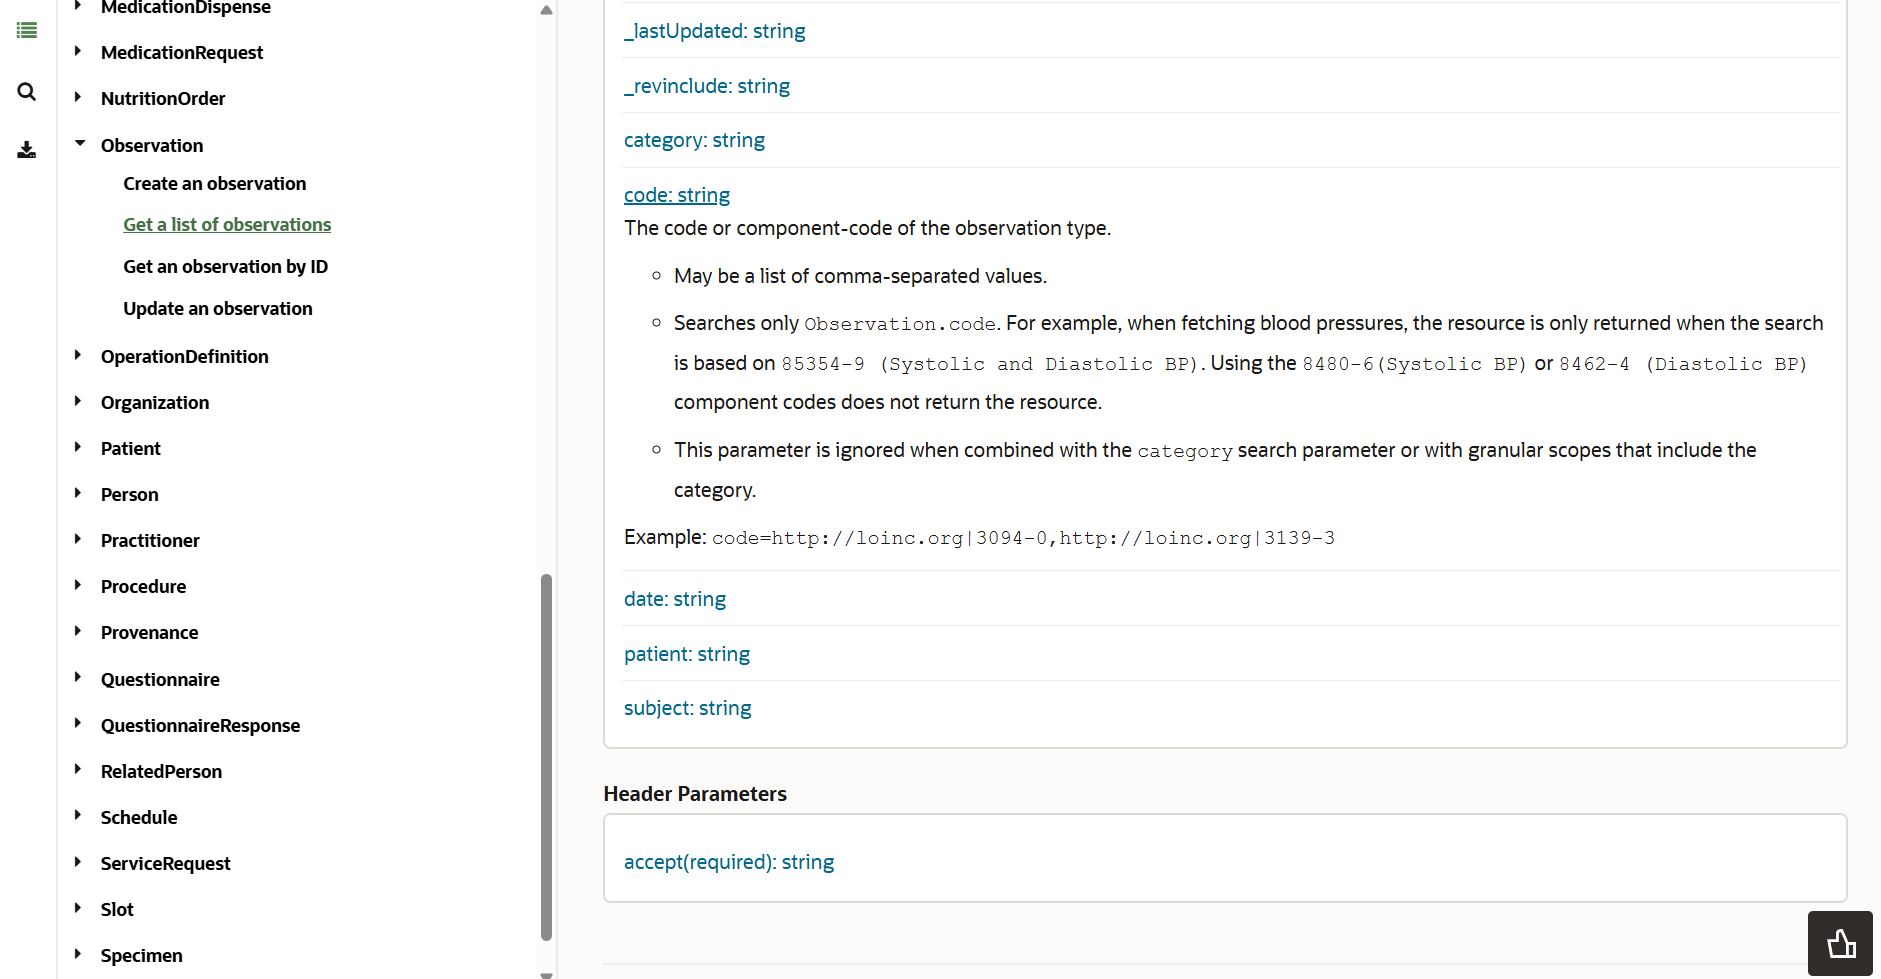 MedicationDispense
MedicationRequest
NutritionOrder
Observation
Create an observation
Get a list of observations
Get an observation by ID
Update an observation
OperationDefinition
Organization
Patient
Person
Practitioner
Procedure
Provenance
Questionnaire
QuestionnaireResponse
RelatedPerson
Schedule
ServiceRequest
Slot
Specimen
_lastUpdated: string
_revinclude: string
category: string
code: string
The code or component-code of the observation type.
May be a list of comma-separated values.
Searches only Observation.code. For example, when fetching blood pressures, the resource is only returned when the search
is based on 85354-9 (Systolic and Diastolic BP). Using the 8480-6(Systolic BP) or 8462-4 (Diastolic BP)
component codes does not return the resource.
This parameter is ignored when combined with the category search parameter or with granular scopes that include the
category.
Example: code=http://loinc.org|3094-0,http://loinc.org|3139-3
date: string
patient: string
subject: string
Header Parameters
accept(required): string